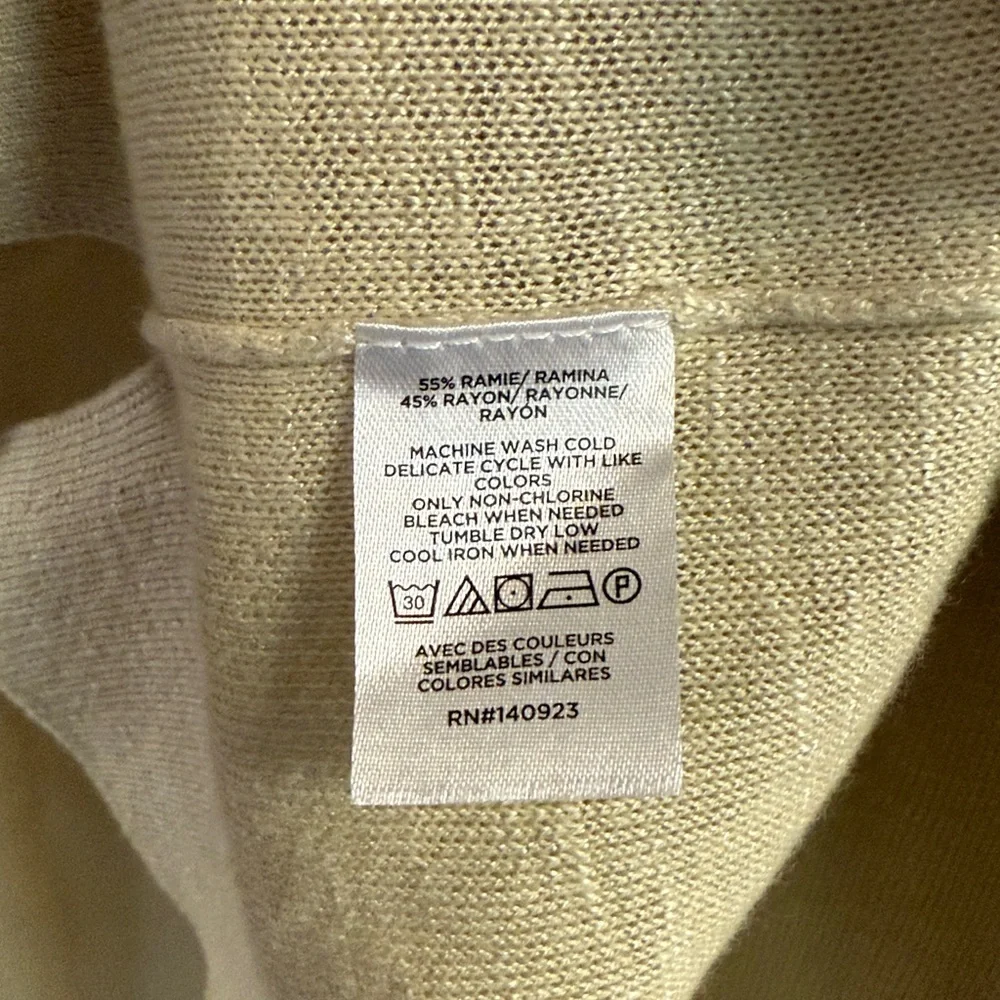 55% RAMIE/ RAMINA
45% RAYON/ RAYONNE/
RAYÓN
MACHINE WASH COLD
DELICATE CYCLE WITH LIKE
COLORS
ONLY NON-CHLORINE
BLEACH WHEN NEEDED
TUMBLE DRY LOW
COOL IRON WHEN NEEDED
30 P
AVEC DES COULEURS
SEMBLABLES / CON
COLORES SIMILARES
RN#140923